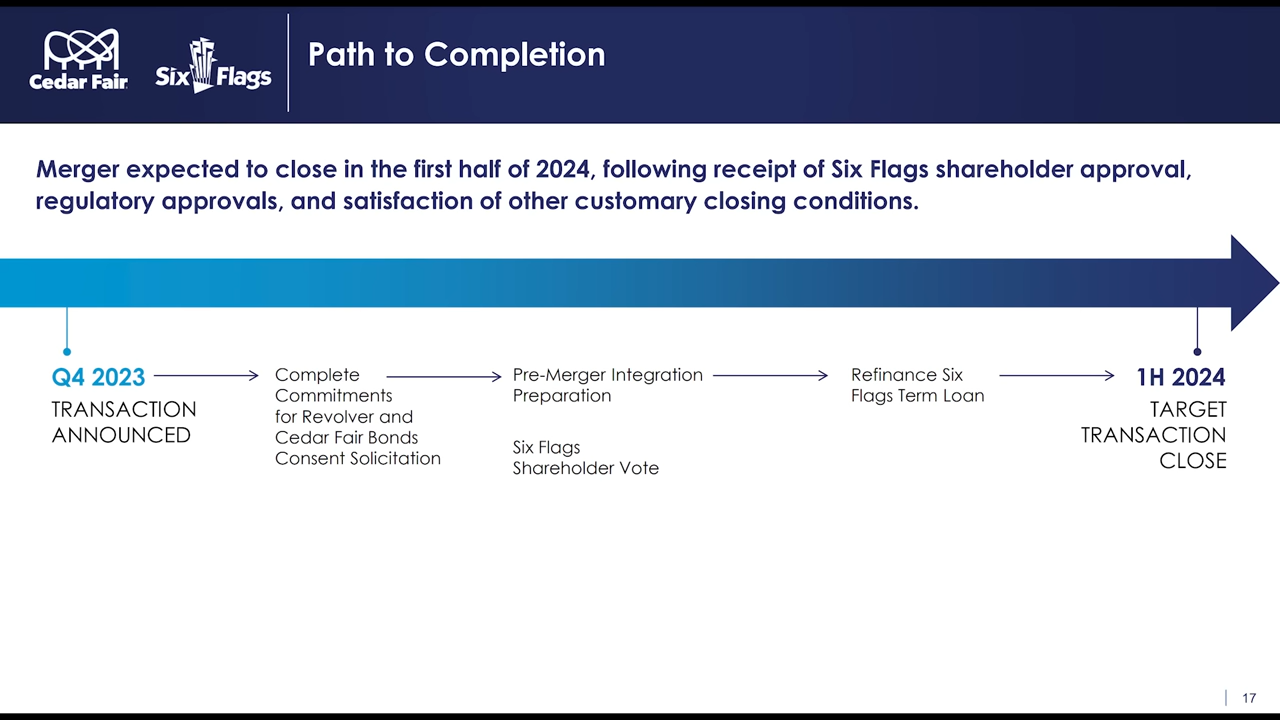 Cedar Fair
Six Flags
Path to Completion
Merger expected to close in the first half of 2024, following receipt of Six Flags shareholder approval,
regulatory approvals, and satisfaction of other customary closing conditions.
Q4 2023
TRANSACTION
ANNOUNCED
Complete
Commitments
for Revolver and
Cedar Fair Bonds
Consent Solicitation
Pre-Merger Integration
Preparation
Six Flags
Shareholder Vote
Refinance Six
Flags Term Loan
1H 2024
TARGET
TRANSACTION
CLOSE
17